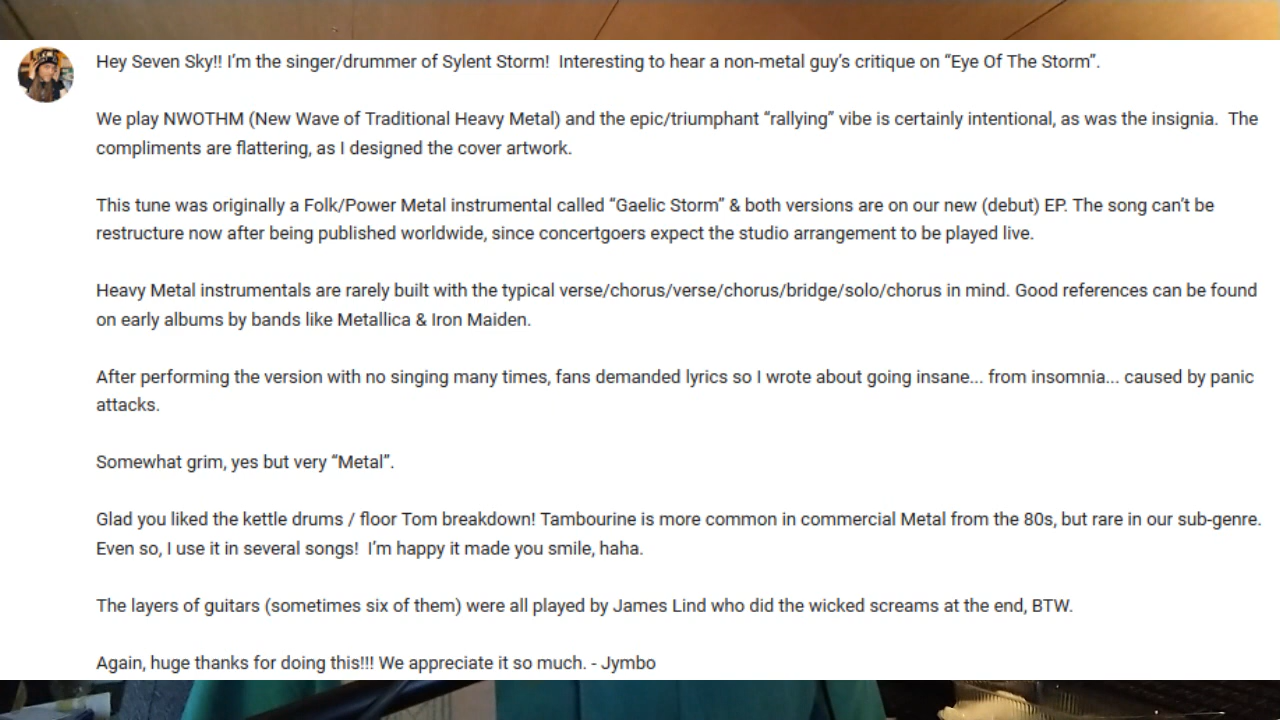 Hey Seven Sky!! I’m the singer/drummer of Sylent Storm!  Interesting to hear a non-metal guy’s critique on “Eye Of The Storm”.
We play NWOTHM (New Wave of Traditional Heavy Metal) and the epic/triumphant “rallying” vibe is certainly intentional, as was the insignia.  The
compliments are flattering, as I designed the cover artwork.
This tune was originally a Folk/Power Metal instrumental called “Gaelic Storm” & both versions are on our new (debut) EP. The song can’t be
restructure now after being published worldwide, since concertgoers expect the studio arrangement to be played live.
Heavy Metal instrumentals are rarely built with the typical verse/chorus/verse/chorus/bridge/solo/chorus in mind. Good references can be found
on early albums by bands like Metallica & Iron Maiden.
After performing the version with no singing many times, fans demanded lyrics so I wrote about going insane... from insomnia... caused by panic
attacks.
Somewhat grim, yes but very “Metal”.
Glad you liked the kettle drums / floor Tom breakdown! Tambourine is more common in commercial Metal from the 80s, but rare in our sub-genre.
Even so, I use it in several songs!  I’m happy it made you smile, haha.
The layers of guitars (sometimes six of them) were all played by James Lind who did the wicked screams at the end, BTW.
Again, huge thanks for doing this!!! We appreciate it so much. - Jymbo